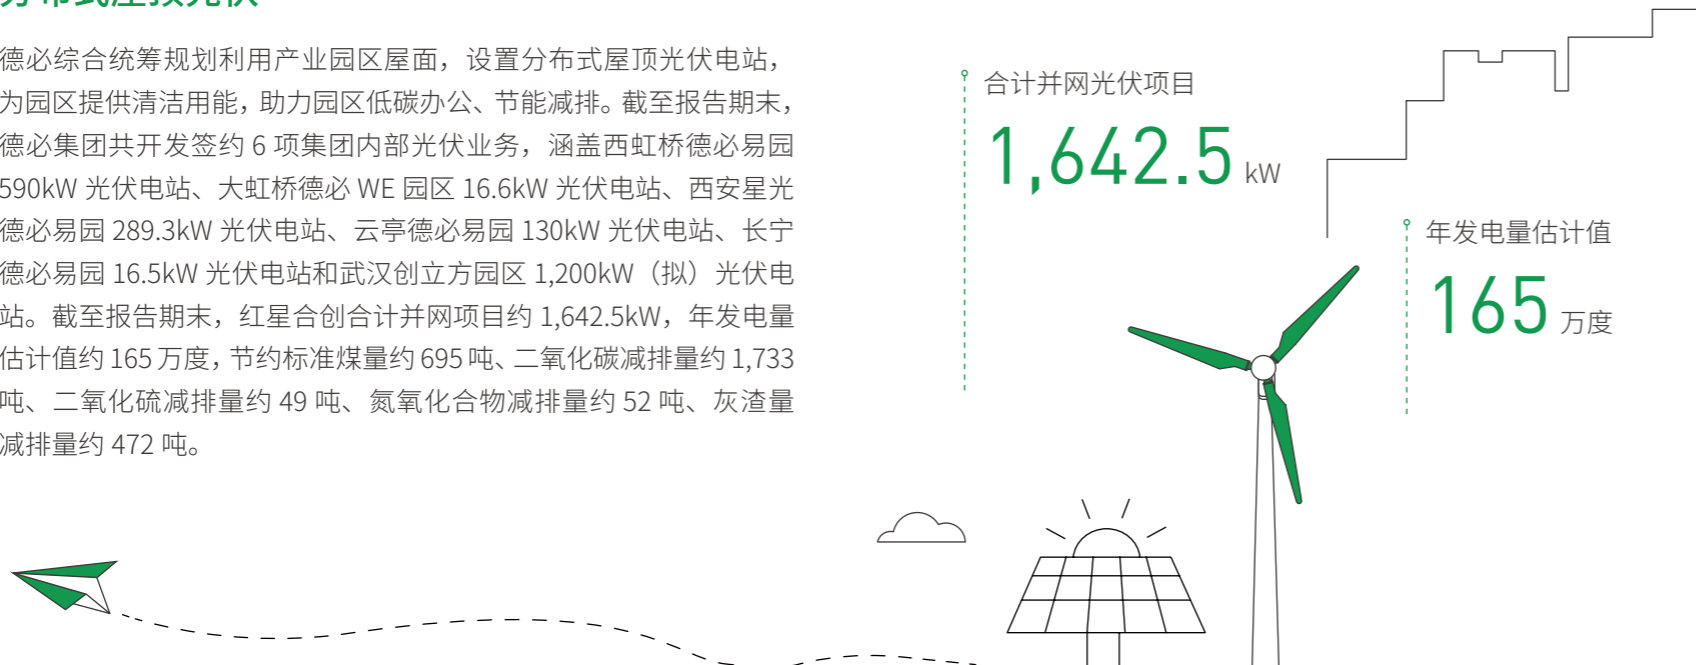 德必综合统筹规划利用产业园区屋面，设置分布式屋顶光伏电站，
为园区提供清洁用能，助力园区低碳办公、节能减排。截至报告期末，
德必集团共开发签约 6 项集团内部光伏业务，涵盖西虹桥德必易园
590kW 光伏电站、大虹桥德必 WE 园区 16.6kW 光伏电站、西安星光
德必易园 289.3kW 光伏电站、云亭德必易园 130kW 光伏电站、长宁
德必易园 16.5kW 光伏电站和武汉创立方园区 1,200kW（拟）光伏电
站。截至报告期末，红星合创合计并网项目约 1,642.5kW，年发电量
估计值约 165 万度，节约标准煤量约 695 吨、二氧化碳减排量约 1,733
吨、二氧化硫减排量约 49 吨、氮氧化合物减排量约 52 吨、灰渣量
减排量约 472 吨。
合计并网光伏项目
1,642.5 kW
年发电量估计值
165 万度